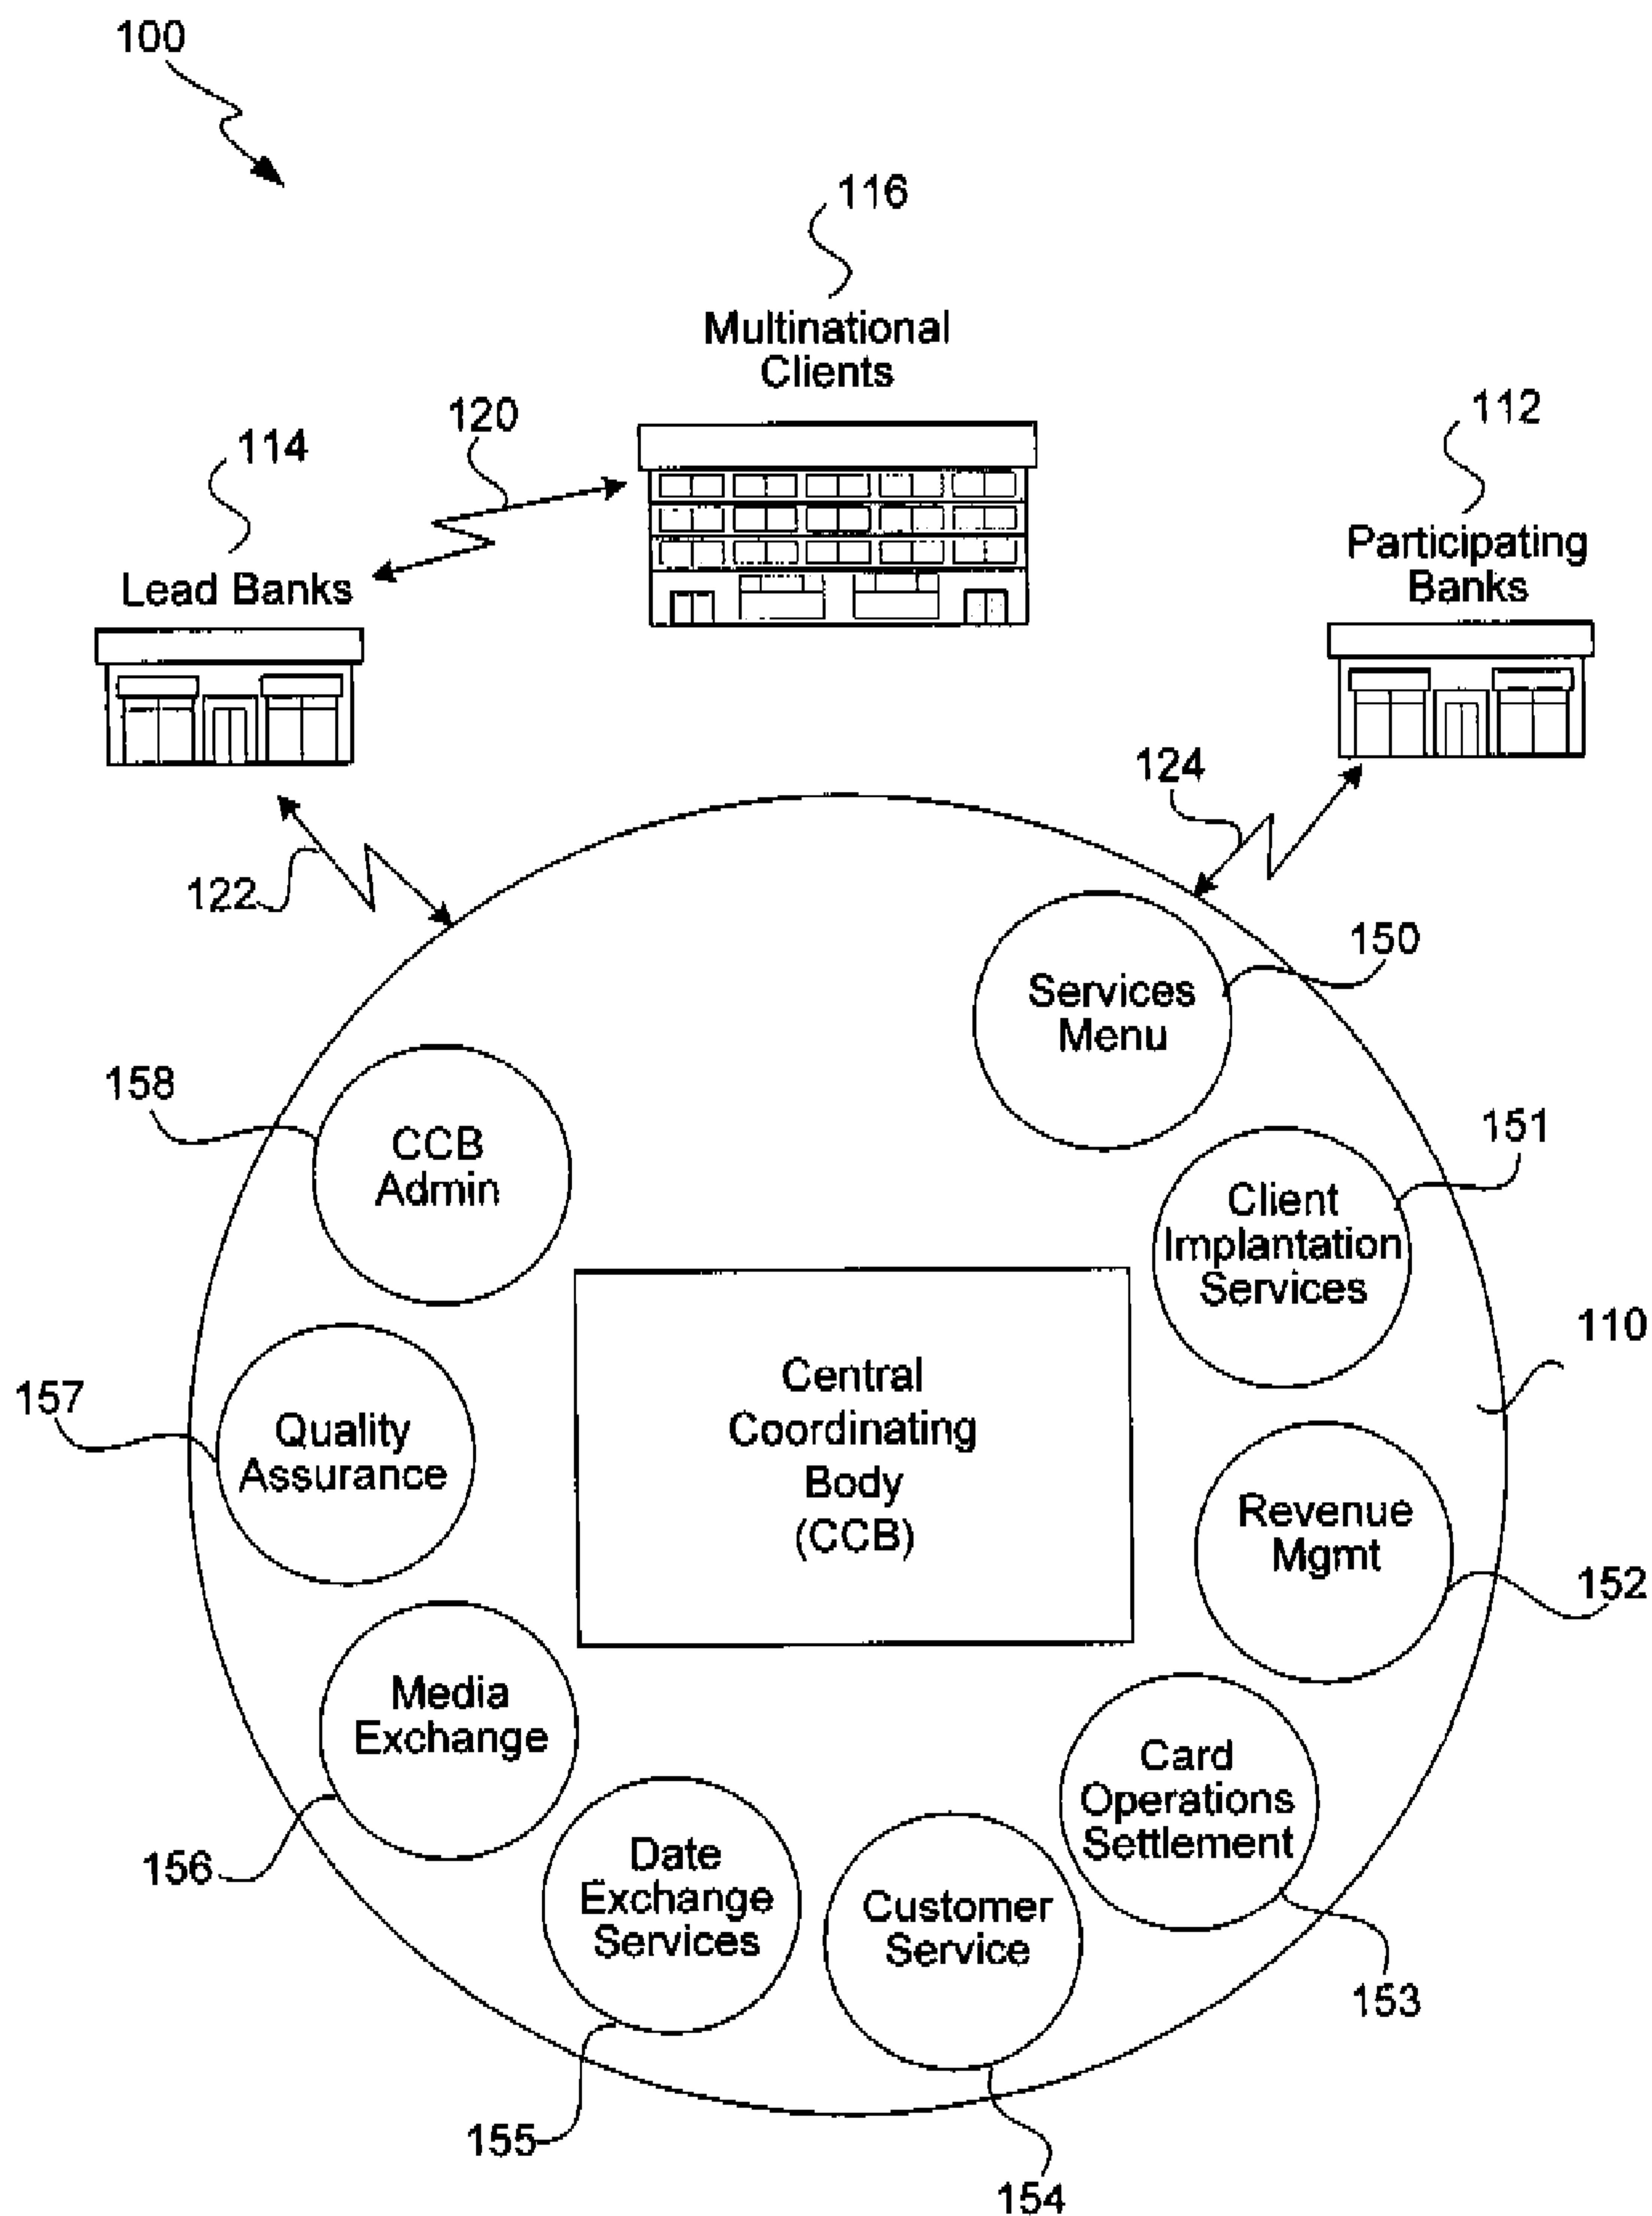 100
116
Multinational
Clients
120
112
114
Participating
Banks
Lead Banks
124
122
150
Services
Menu
158
CCB
Admin
151
Client
Implantation
Services
110
Central
Coordinating
Body
(CCB)
157
Quality
Assurance
Revenue
Mgmt
152
Media
Exchange
Card
Operations
Settlement
156
Date
Exchange
Services
Customer
Service
153
155
154